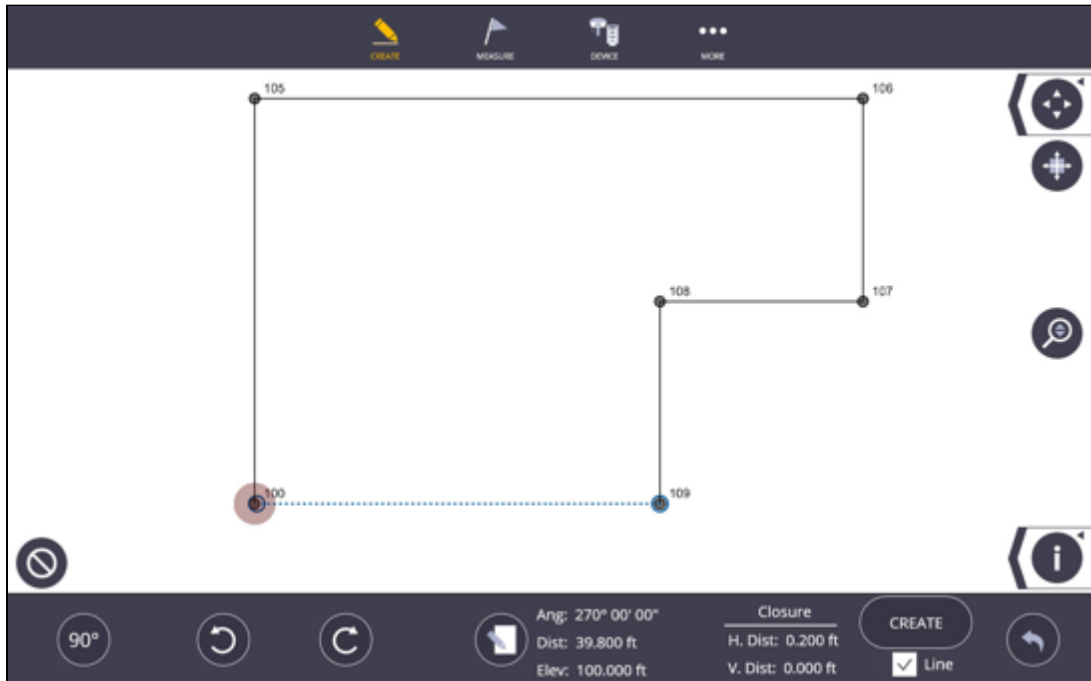 CREATE
MEASURE
DEVICE
MORE
105
106
108
107
100
109
i
90°
Ang: 270° 00' 00"
Dist: 39.800 ft
Elev: 100.000 ft
Closure
H. Dist: 0.200 ft
V. Dist: 0.000 ft
CREATE
Line